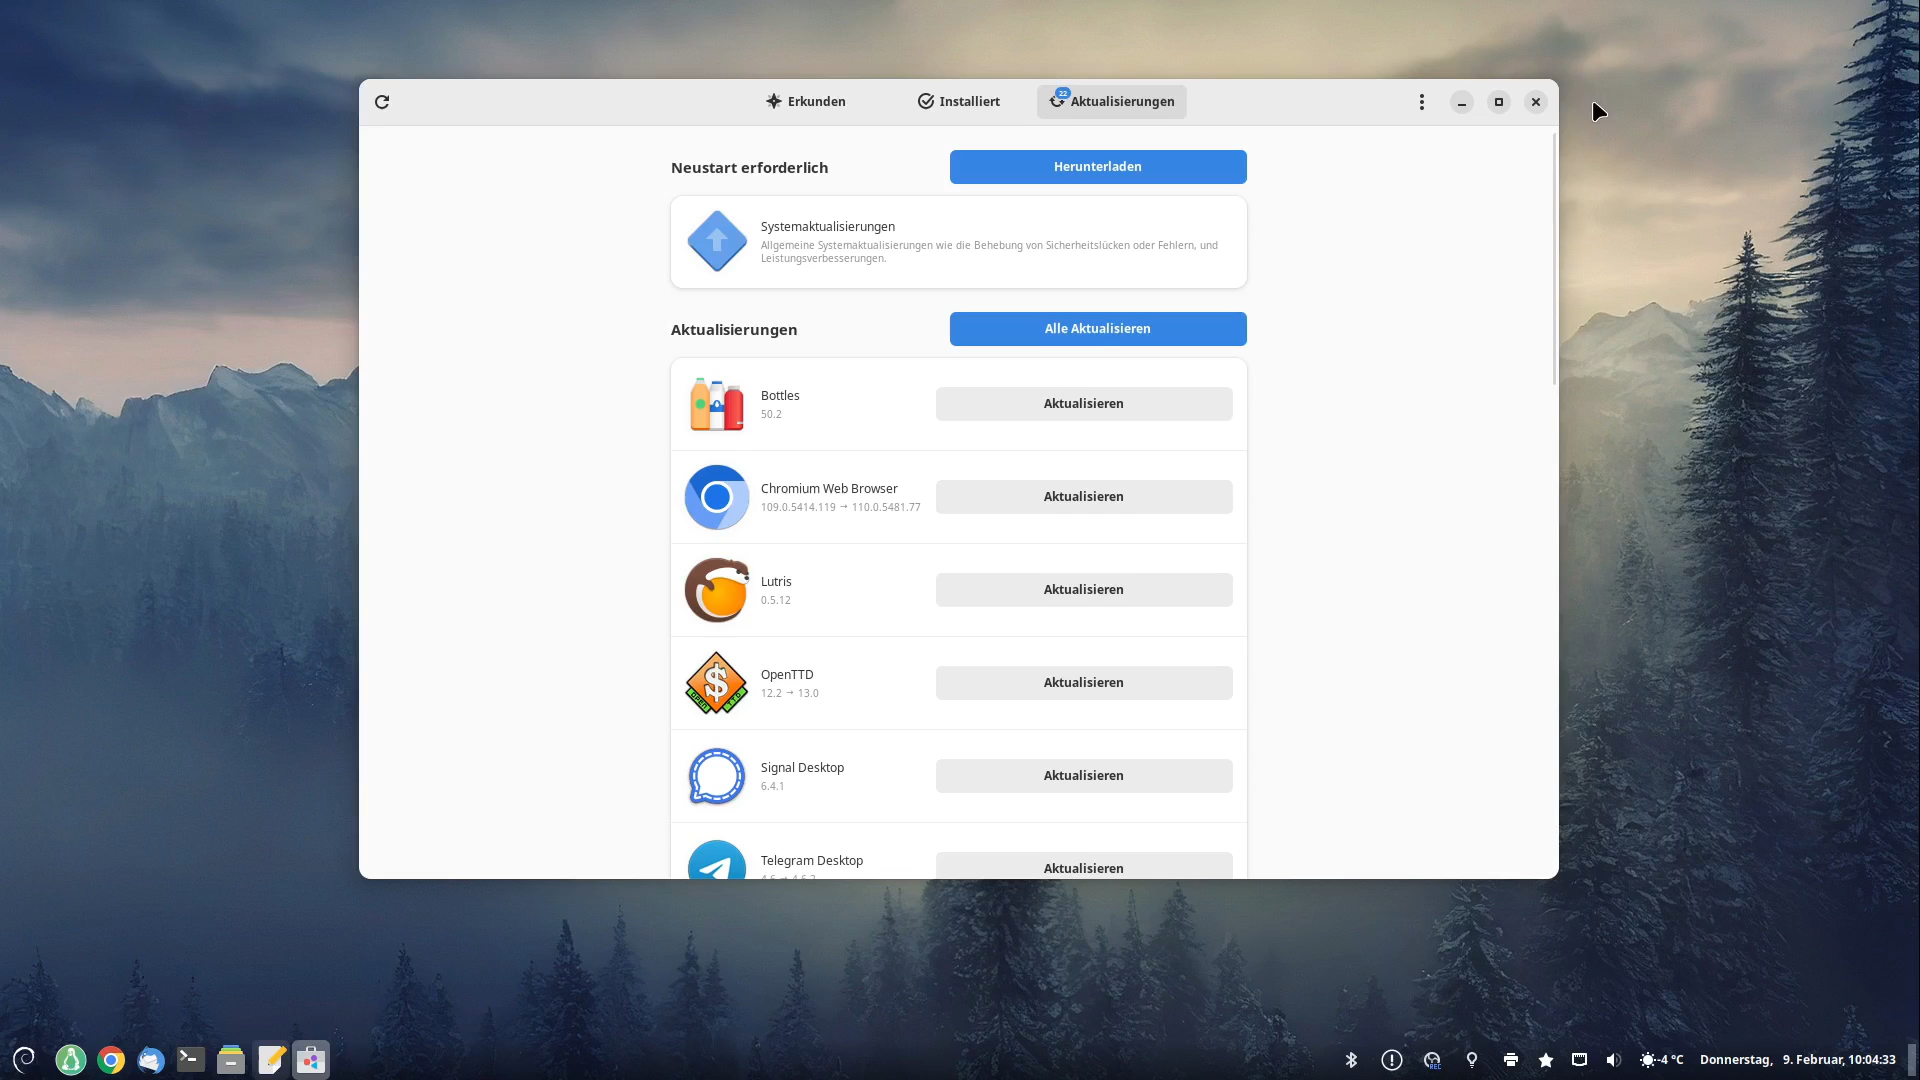 Erkunden
Installiert
22
Aktualisierungen
Neustart erforderlich
Herunterladen
Systemaktualisierungen
Allgemeine Systemaktualisierungen wie die Behebung von Sicherheitslücken oder Fehlern, und
Leistungsverbesserungen.
Aktualisierungen
Alle Aktualisieren
Bottles
50.2
Aktualisieren
Chromium Web Browser
109.0.5414.119 → 110.0.5481.77
Aktualisieren
Lutris
0.5.12
Aktualisieren
OPEN TTD
OpenTTD
12.2 → 13.0
Aktualisieren
Signal Desktop
6.4.1
Aktualisieren
Telegram Desktop
Aktualisieren
REC
-4 °C
Donnerstag, 9. Februar, 10:04:33